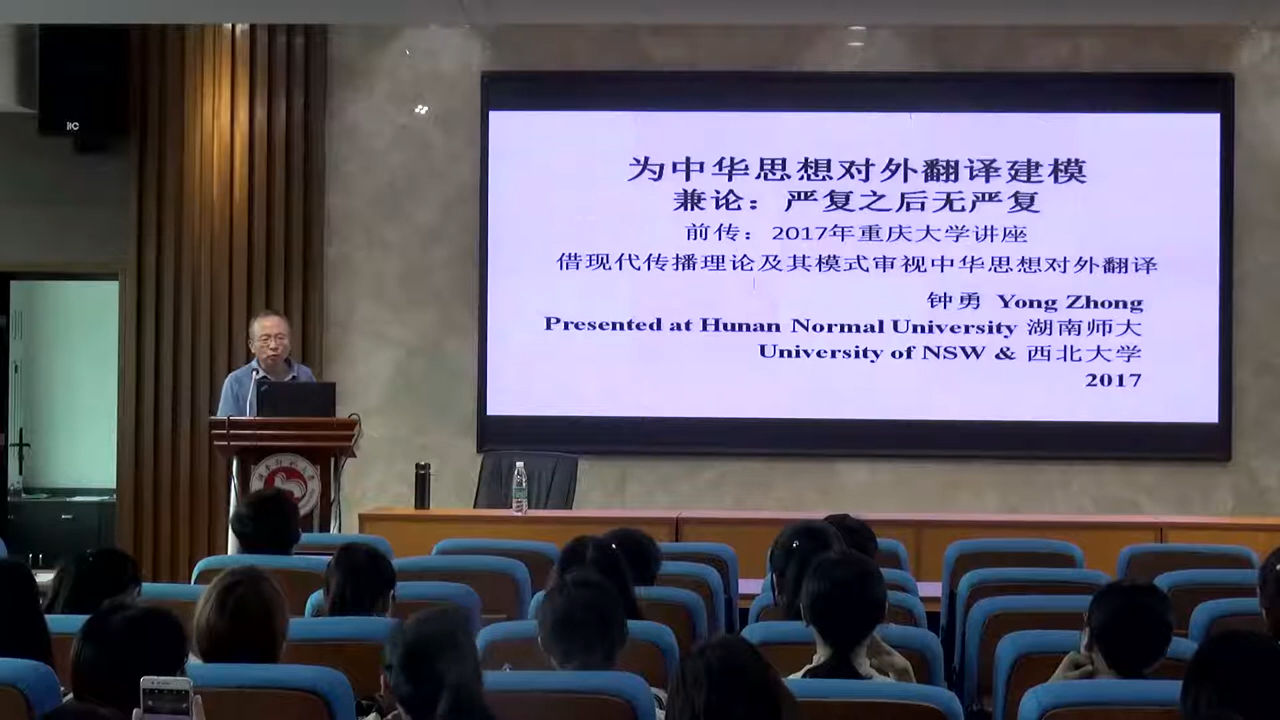 为中华思想对外翻译建模
兼论：严复之后无严复
前传：2017年重庆大学讲座
借现代传播理论及其模式审视中华思想对外翻译
钟勇 Yong Zhong
Presented at Hunan Normal University 湖南师大
University of NSW & 西北大学
2017